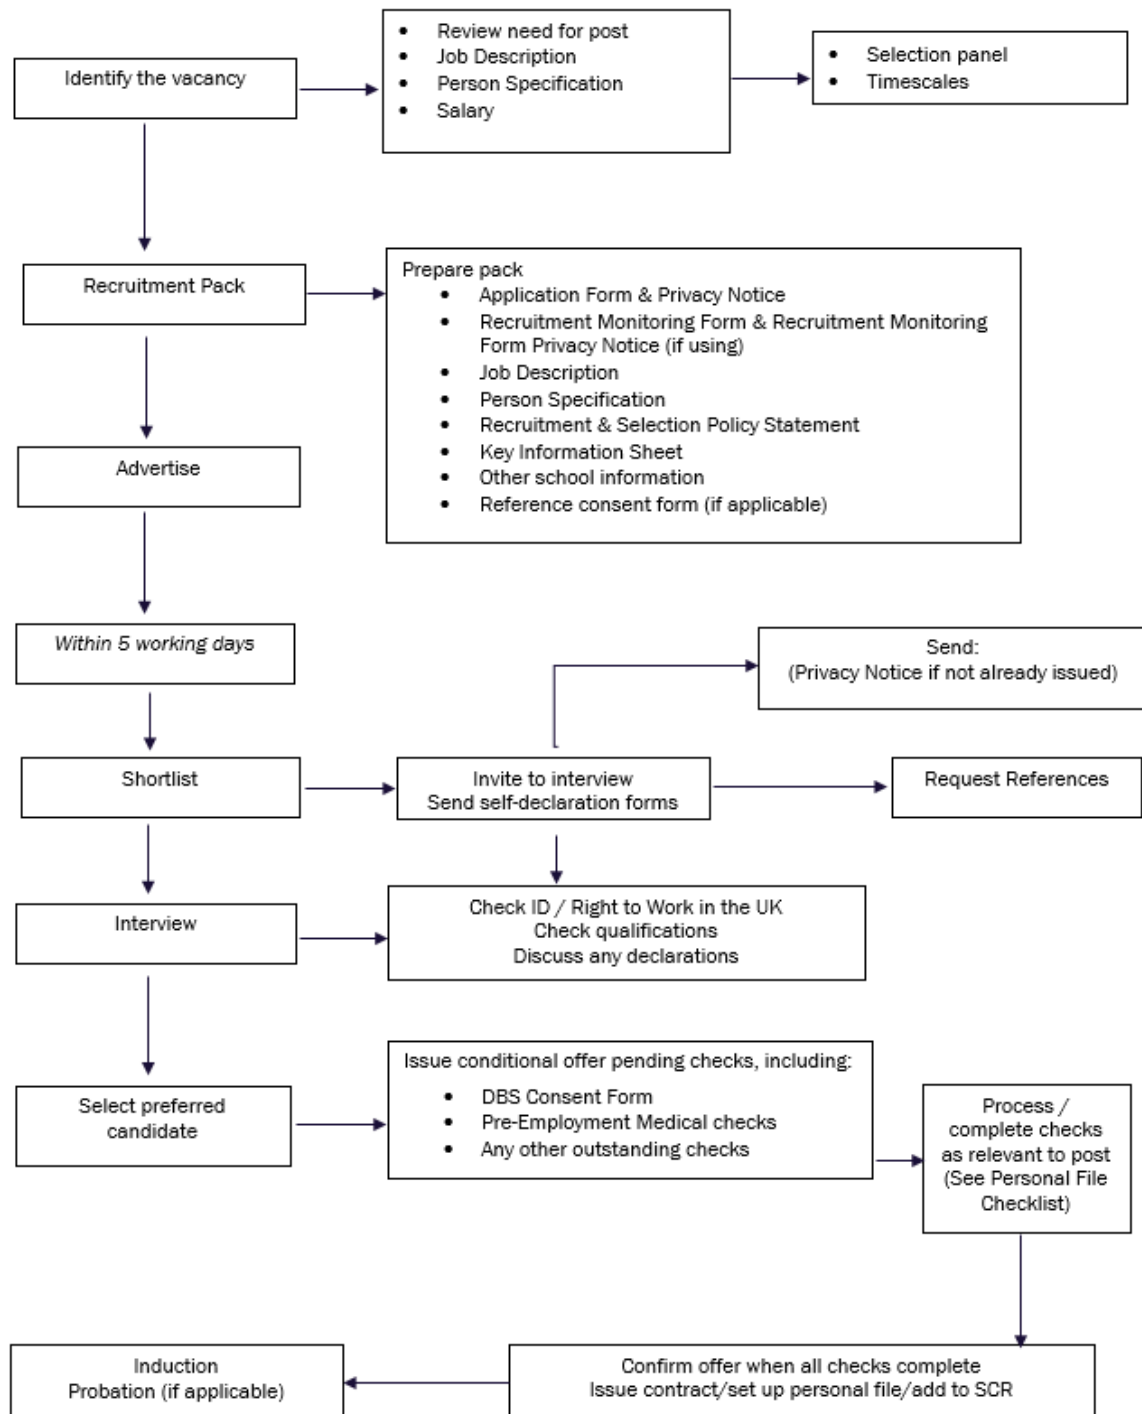 Identify the vacancy
• Review need for post
• Job Description
• Person Specification
• Salary
• Selection panel
• Timescales
Recruitment Pack
Prepare pack
• Application Form & Privacy Notice
• Recruitment Monitoring Form & Recruitment Monitoring
Form Privacy Notice (if using)
• Job Description
• Person Specification
• Recruitment & Selection Policy Statement
• Key Information Sheet
• Other school information
• Reference consent form (if applicable)
Advertise
Within 5 working days
Send:
(Privacy Notice if not already issued)
Shortlist
Invite to interview
Send self-declaration forms
Request References
Interview
Check ID / Right to Work in the UK
Check qualifications
Discuss any declarations
Select preferred
candidate
Issue conditional offer pending checks, including:
• DBS Consent Form
• Pre-Employment Medical checks
• Any other outstanding checks
Process /
complete checks
as relevant to post
(See Personal File
Checklist)
Confirm offer when all checks complete
Issue contract/set up personal file/add to SCR
Induction
Probation (if applicable)